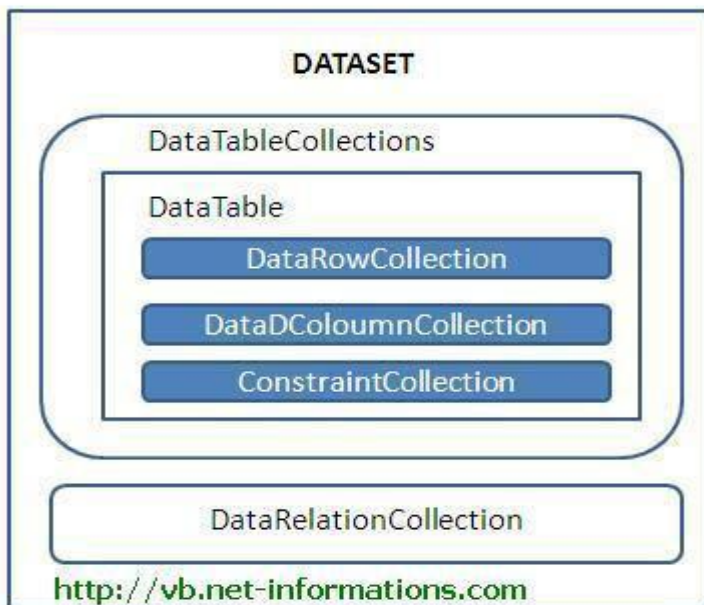 DATASET
DataTableCollections
DataTable
DataRowCollection
DataDColoumnCollection
ConstraintCollection
DataRelationCollection
http://vb.net-informations.com